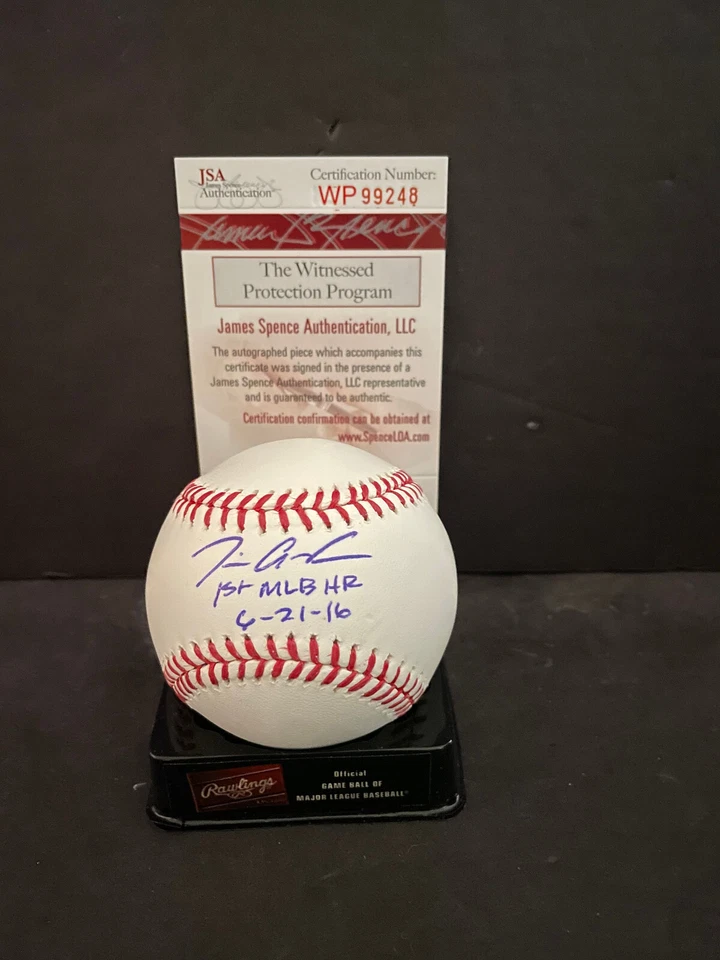 JSA
James Spence
Authentication
Certification Number:
WP 99248
James Spence
The Witnessed
Protection Program
James Spence Authentication, LLC
The autographed piece which accompanies this
certificate was signed in the presence of a
James Spence Authentication, LLC representative
and is guaranteed to be authentic.
Certification confirmation can be obtained at
www.SpenceLOA.com
1st MLB HR
6-21-16
Rawlings
Official
GAME BALL OF
MAJOR LEAGUE BASEBALL